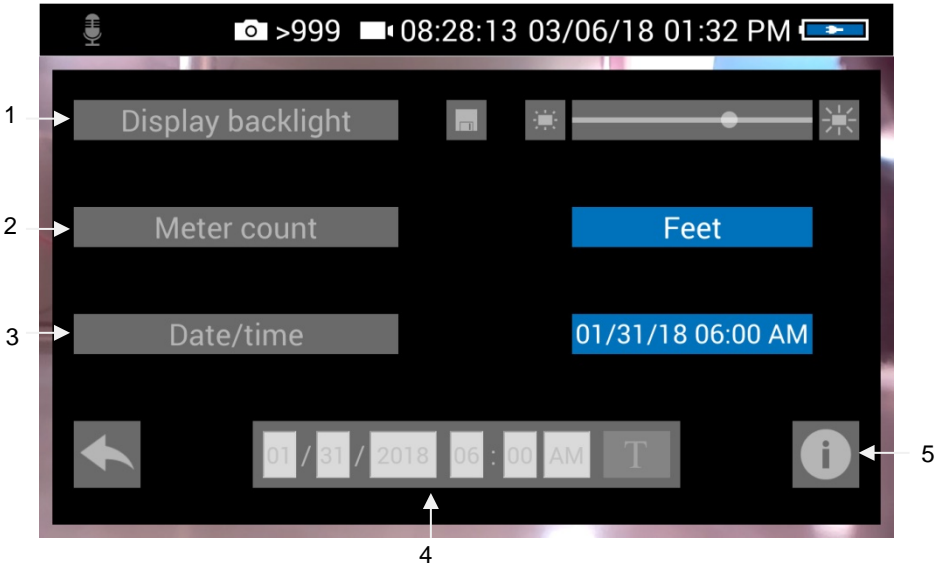 >999 08:28:13 03/06/18 01:32 PM
1 Display backlight
2 Meter count Feet
3 Date/time 01/31/18 06:00 AM
01 / 31 / 2018 06 : 00 AM T
5
4